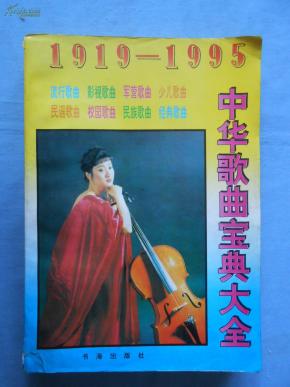 1919—1995
流行歌曲 影视歌曲 军营歌曲 少儿歌曲
民谣歌曲 校园歌曲 民族歌曲 经典歌曲
中华歌曲宝典大全
书海出版社